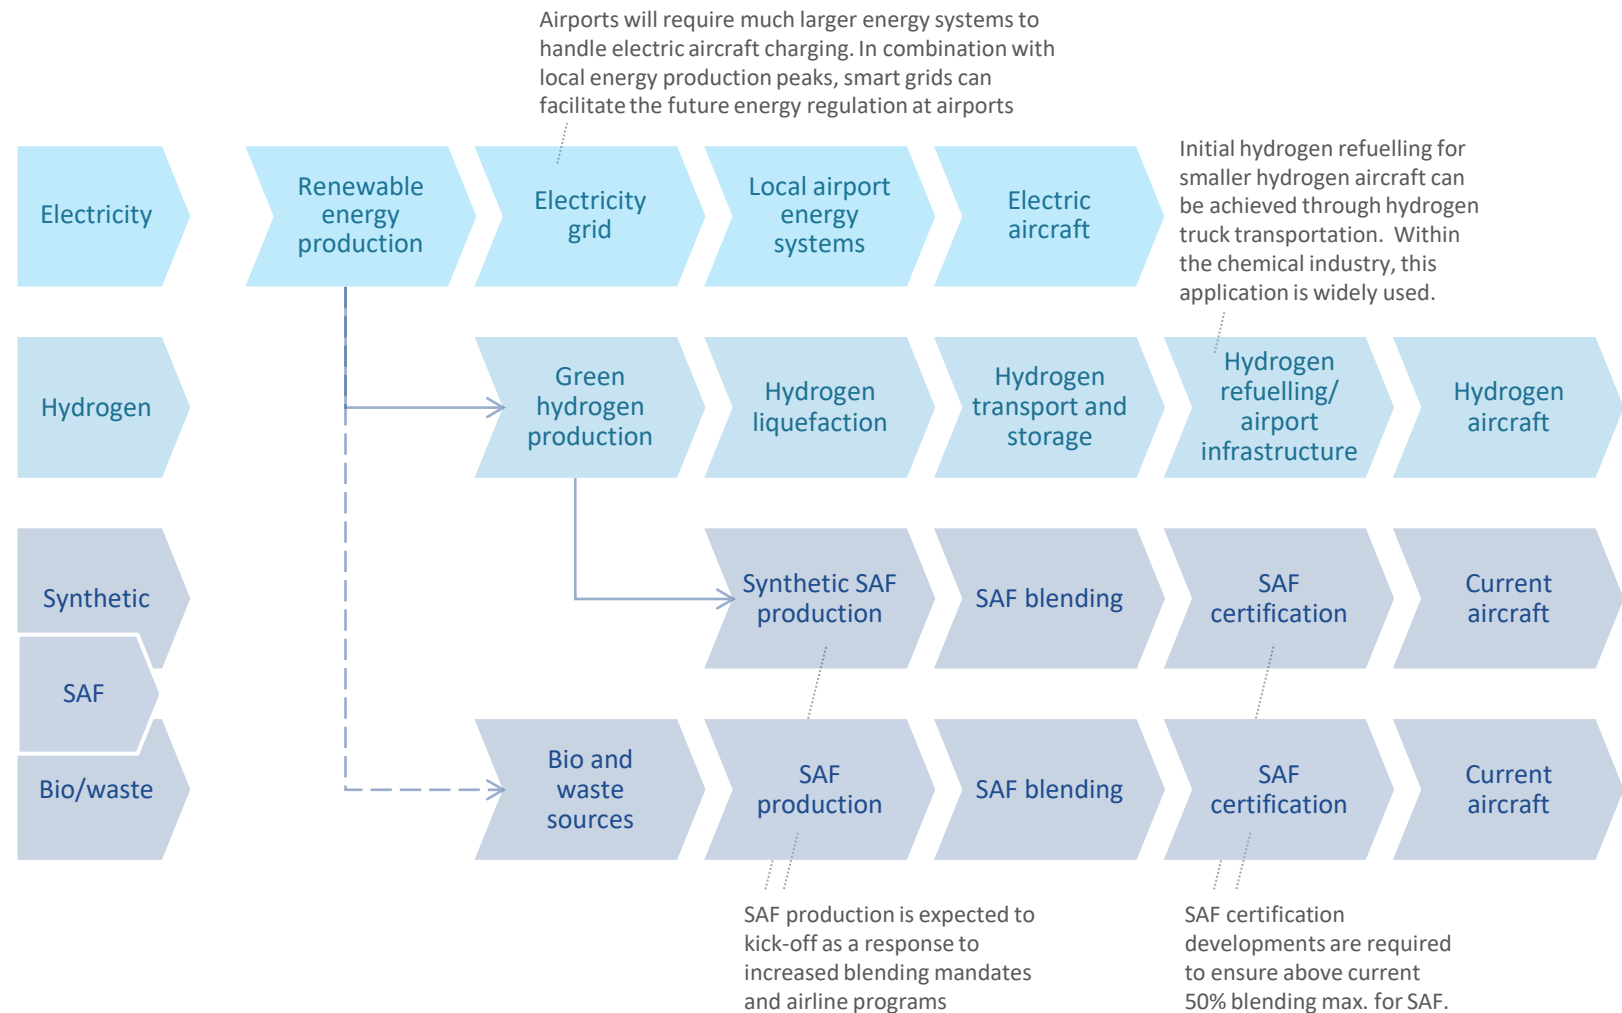 Airports will require much larger energy systems to
handle electric aircraft charging. In combination with
local energy production peaks, smart grids can
facilitate the future energy regulation at airports
Electricity
Renewable
energy
production
Electricity
grid
Local airport
energy
systems
Electric
aircraft
Initial hydrogen refuelling for
smaller hydrogen aircraft can
be achieved through hydrogen
truck transportation.  Within
the chemical industry, this
application is widely used.
Hydrogen
Green
hydrogen
production
Hydrogen
liquefaction
Hydrogen
transport and
storage
Hydrogen
refuelling/
airport
infrastructure
Hydrogen
aircraft
Synthetic
Synthetic SAF
production
SAF blending
SAF
certification
Current
aircraft
SAF
Bio/waste
Bio and
waste
sources
SAF
production
SAF blending
SAF
certification
Current
aircraft
SAF production is expected to
kick-off as a response to
increased blending mandates
and airline programs
SAF certification
developments are required
to ensure above current
50% blending max. for SAF.